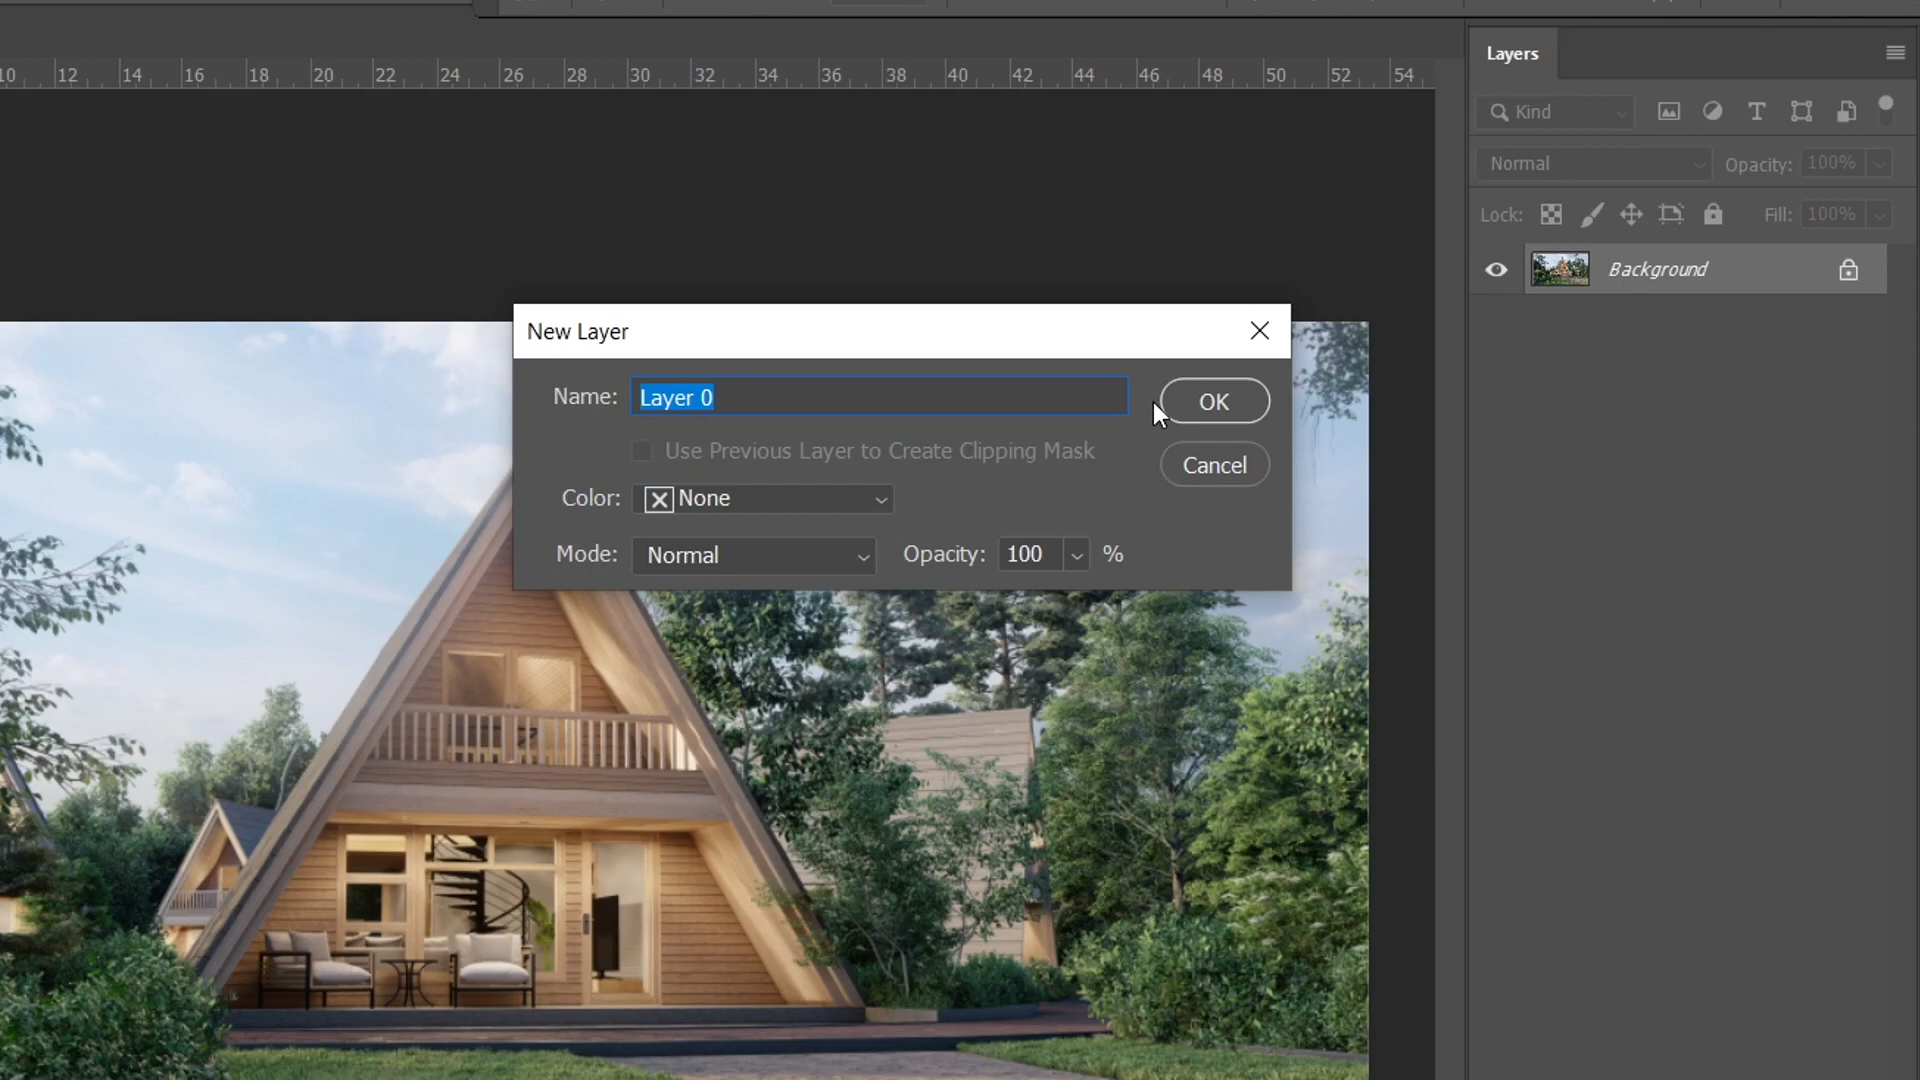 10 12 14 16 18 20 22 24 26 28 30 32 34 36 38 40 42 44 46 48 50 52 54
Layers
Kind
Normal Opacity: 100%
Lock: Fill: 100%
Background
New Layer
Name: Layer 0
OK
Use Previous Layer to Create Clipping Mask
Cancel
Color: None
Mode: Normal Opacity: 100 %